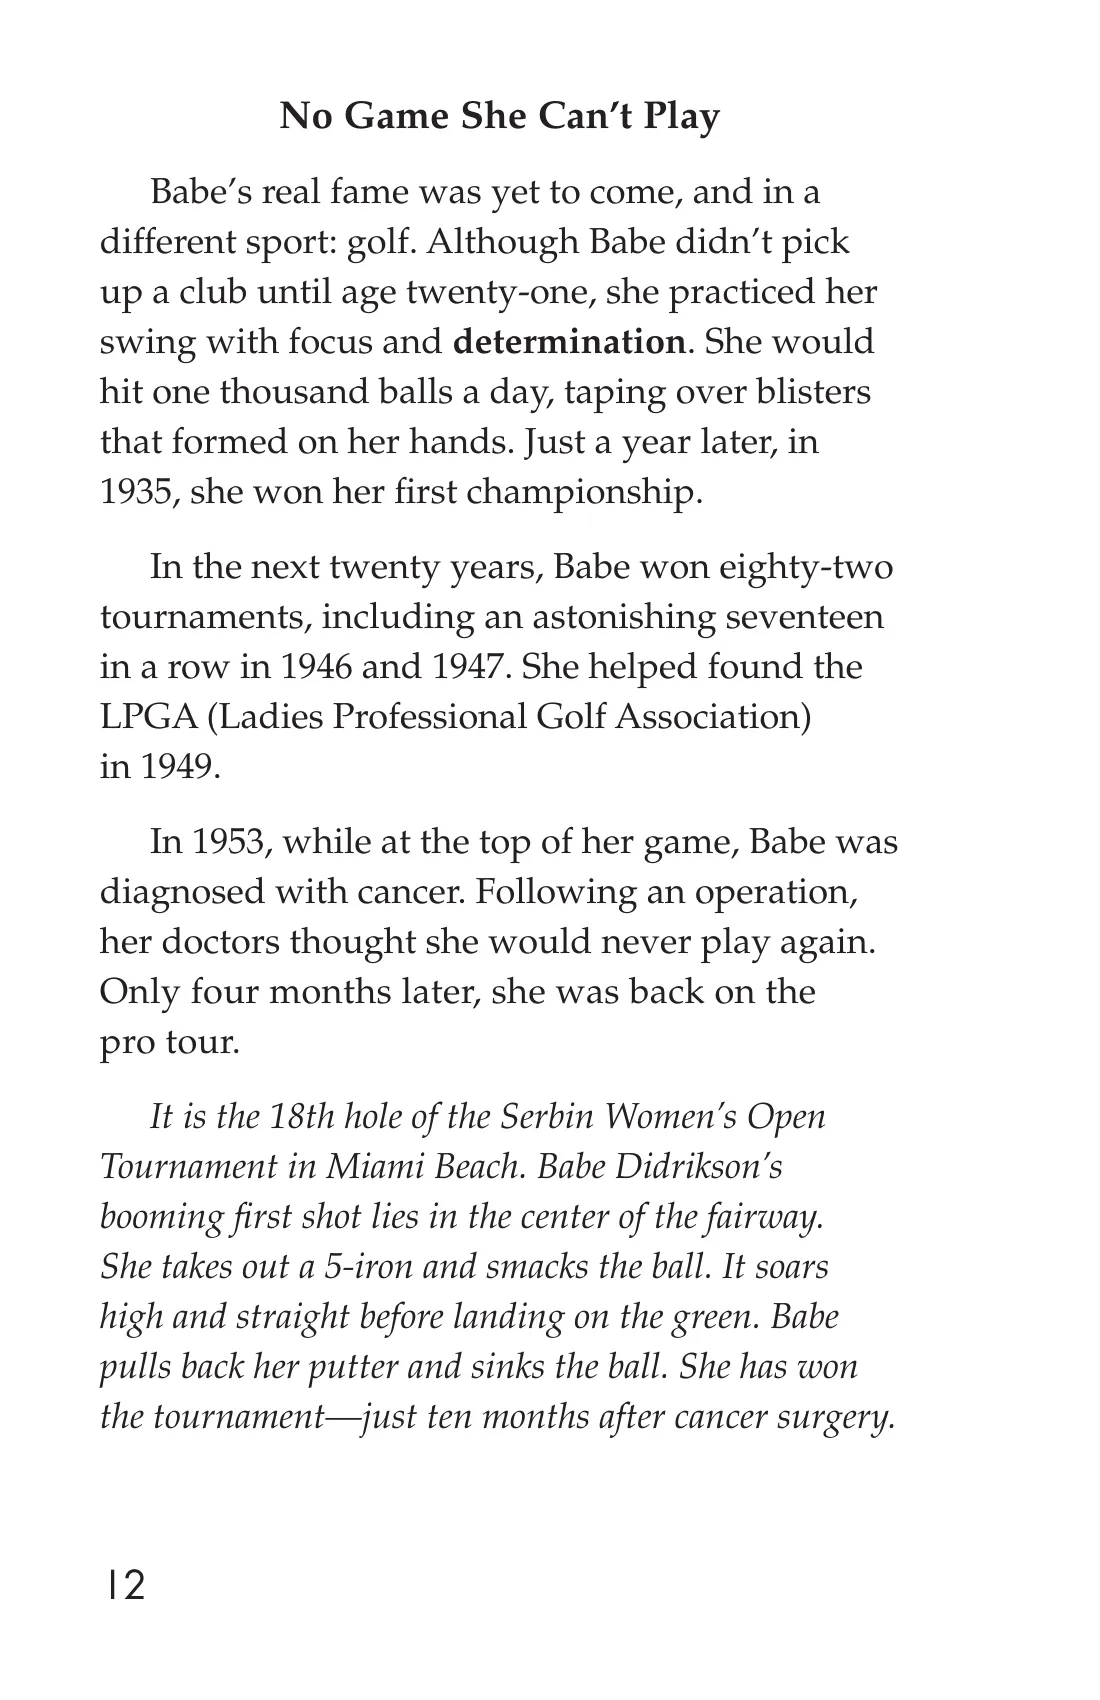 No Game She Can’t Play
Babe’s real fame was yet to come, and in a
different sport: golf. Although Babe didn’t pick
up a club until age twenty-one, she practiced her
swing with focus and determination. She would
hit one thousand balls a day, taping over blisters
that formed on her hands. Just a year later, in
1935, she won her first championship.
In the next twenty years, Babe won eighty-two
tournaments, including an astonishing seventeen
in a row in 1946 and 1947. She helped found the
LPGA (Ladies Professional Golf Association)
in 1949.
In 1953, while at the top of her game, Babe was
diagnosed with cancer. Following an operation,
her doctors thought she would never play again.
Only four months later, she was back on the
pro tour.
It is the 18th hole of the Serbin Women’s Open
Tournament in Miami Beach. Babe Didrikson’s
booming first shot lies in the center of the fairway.
She takes out a 5-iron and smacks the ball. It soars
high and straight before landing on the green. Babe
pulls back her putter and sinks the ball. She has won
the tournament—just ten months after cancer surgery.
12